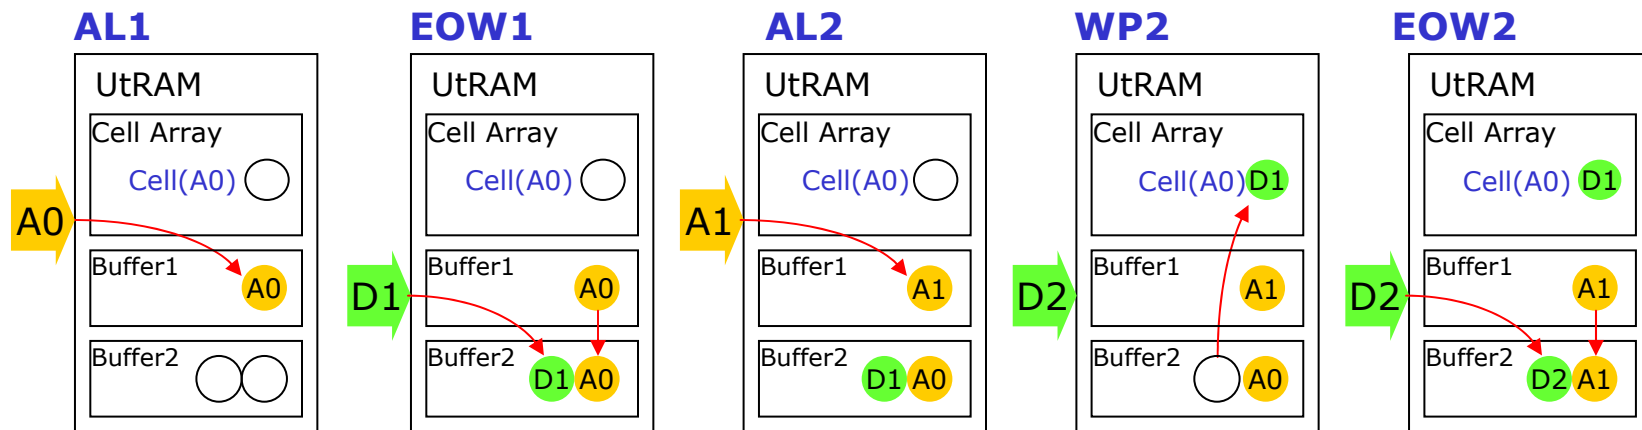 AL1
UtRAM
Cell Array
Cell(A0)
A0
Buffer1
A0
Buffer2
EOW1
UtRAM
Cell Array
Cell(A0)
D1
Buffer1
A0
Buffer2
D1 A0
AL2
UtRAM
Cell Array
Cell(A0)
A1
Buffer1
A1
Buffer2
D1 A0
WP2
UtRAM
Cell Array
Cell(A0) D1
D2
Buffer1
A1
Buffer2
A0
EOW2
UtRAM
Cell Array
Cell(A0) D1
D2
Buffer1
A1
Buffer2
D2 A1